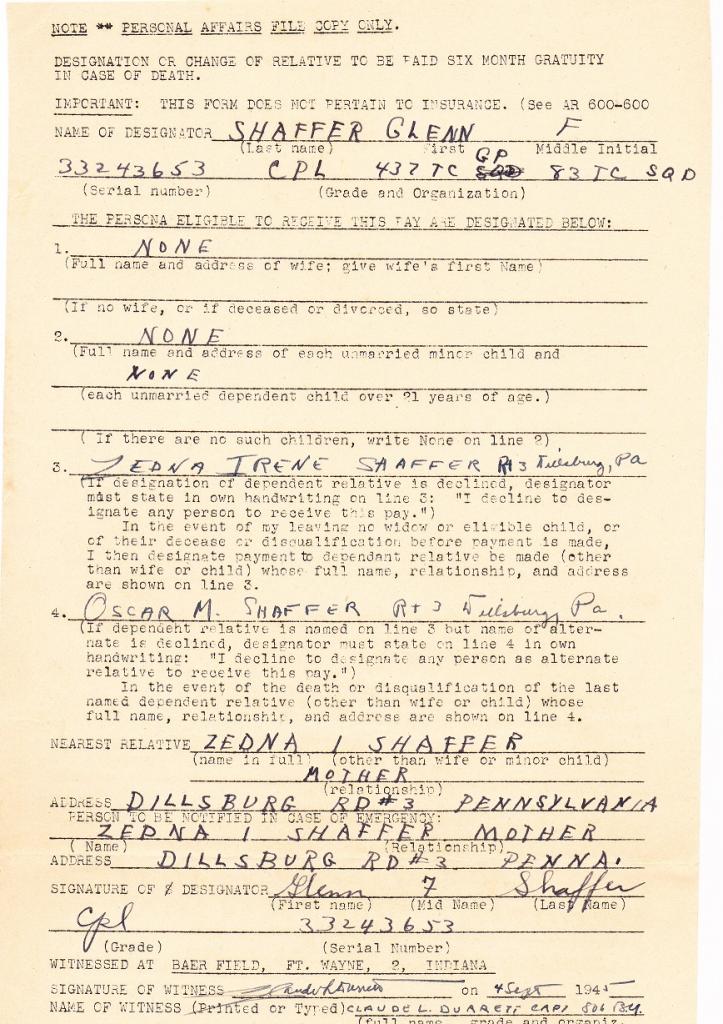 NOTE ** PERSONAL AFFAIRS FILE COPY ONLY.
DESIGNATION OR CHANGE OF RELATIVE TO BE PAID SIX MONTH GRATUITY
IN CASE OF DEATH.
IMPORTANT: THIS FORM DOES NOT PERTAIN TO INSURANCE. (See AR 600-600
NAME OF DESIGNATOR SHAFFER GLENN F
(Last name) First Middle Initial
33243653 CPL 437 TC GP 83 TC SQD
(Serial number) (Grade and Organization)
THE PERSONA ELIGIBLE TO RECEIVE THIS PAY ARE DESIGNATED BELOW:
1. NONE
(Full name and address of wife; give wife's first Name)
(If no wife, or if deceased or divorced, so state)
2. NONE
(Full name and address of each unmarried minor child and
NONE
(each unmarried dependent child over 21 years of age.)
( If there are no such children, write None on line 2)
3. ZEDNA IRENE SHAFFER Rt 3 Dillsburg, Pa
(If designation of dependent relative is declined, designator
must state in own handwriting on line 3: "I decline to des-
ignate any person to receive this pay.")
In the event of my leaving no widow or eligible child, or
of their decease or disqualification before payment is made,
I then designate payment to dependant relative be made (other
than wife or child) whose full name, relationship, and address
are shown on line 3.
4. OSCAR M. SHAFFER Rt 3 Dillsburg, Pa.
(If dependent relative is named on line 3 but name of alter-
nate is declined, designator must state on line 4 in own
handwriting: "I decline to designate any person as alternate
relative to receive this pay.")
In the event of the death or disqualification of the last
named dependent relative (other than wife or child) whose
full name, relationship, and address are shown on line 4.
NEAREST RELATIVE ZEDNA I SHAFFER
(name in full) (other than wife or minor child)
MOTHER
(relationship)
ADDRESS DILLSBURG RD#3 PENNSYLVANIA
PERSON TO BE NOTIFIED IN CASE OF EMERGENCY:
ZEDNA I SHAFFER MOTHER
( Name) (Relationship)
ADDRESS DILLSBURG RD#3 PENNA.
SIGNATURE OF DESIGNATOR Glenn F Shaffer
(First name) (Mid Name) (Last Name)
Cpl 33243653
(Grade) (Serial Number)
WITNESSED AT BAER FIELD, FT. WAYNE, 2, INDIANA
SIGNATURE OF WITNESS on 4 Sept 1945
NAME OF WITNESS (Printed or Typed) CLAUDE L. DURRETT CAPT 806 B.U.
(full name, grade and organiz